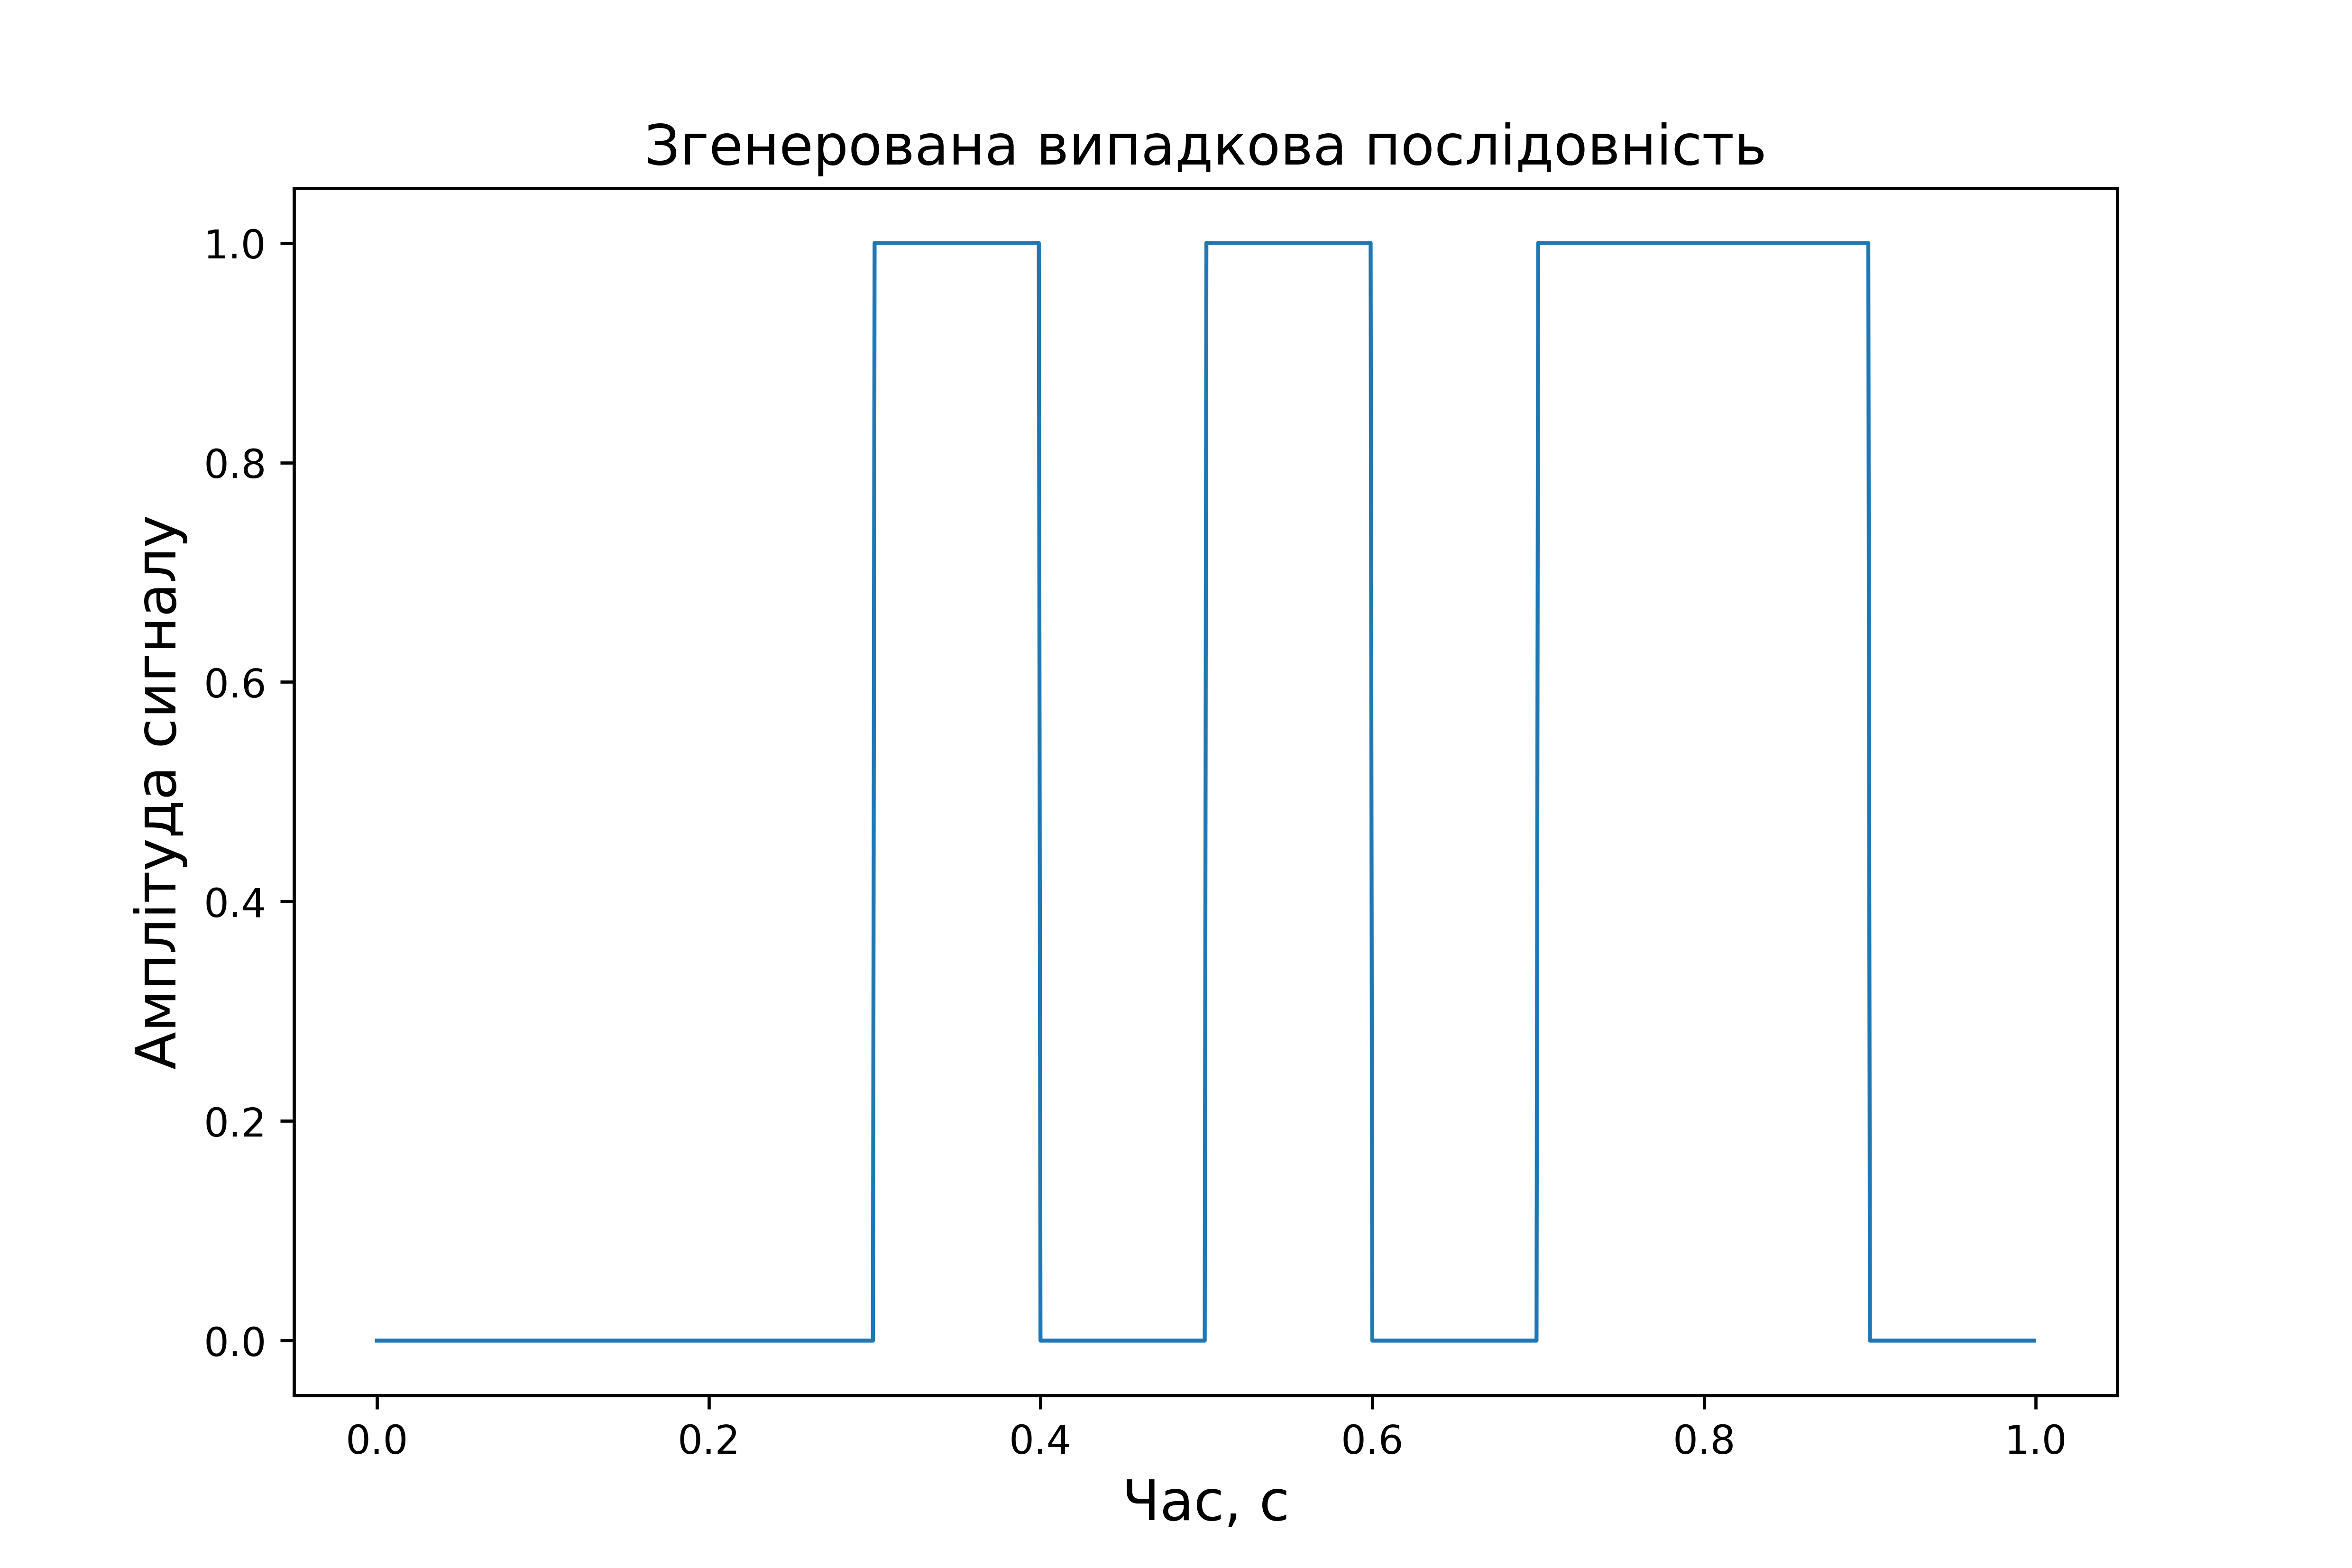 Згенерована випадкова послідовність
Амплітуда сигналу
1.0
0.8
0.6
0.4
0.2
0.0
0.0 0.2 0.4 0.6 0.8 1.0
Час, с